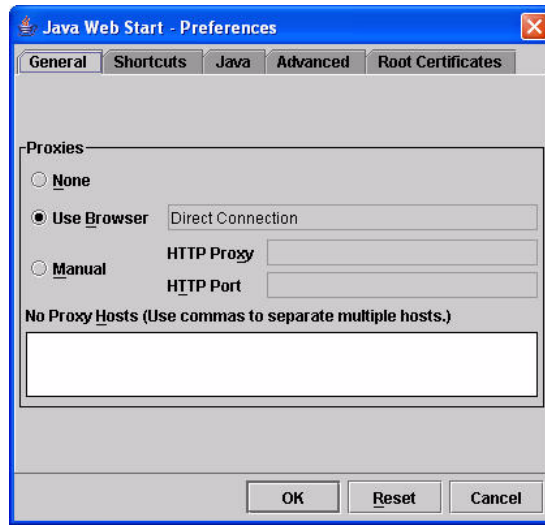 Java Web Start - Preferences
General Shortcuts Java Advanced Root Certificates
Proxies
None
Use Browser Direct Connection
HTTP Proxy
Manual
HTTP Port
No Proxy Hosts (Use commas to separate multiple hosts.)
OK Reset Cancel